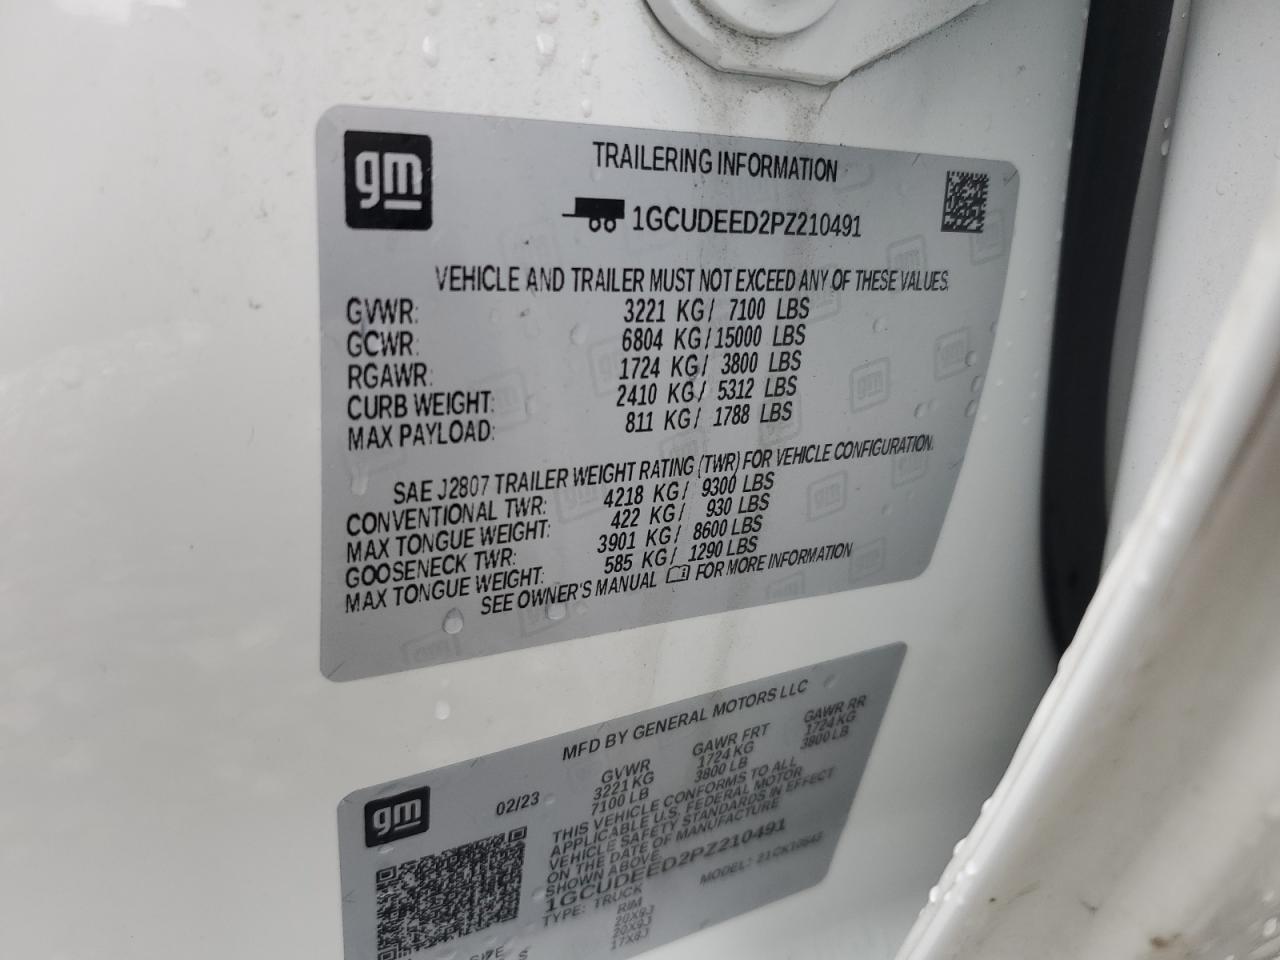 gm
TRAILERING INFORMATION
1GCUDEED2PZ210491
VEHICLE AND TRAILER MUST NOT EXCEED ANY OF THESE VALUES.
GVWR: 3221 KG/ 7100 LBS
GCWR: 6804 KG/ 15000 LBS
RGAWR: 1724 KG/ 3800 LBS
CURB WEIGHT: 2410 KG/ 5312 LBS
MAX PAYLOAD: 811 KG/ 1788 LBS
SAE J2807 TRAILER WEIGHT RATING (TWR) FOR VEHICLE CONFIGURATION.
CONVENTIONAL TWR: 4218 KG/ 9300 LBS
MAX TONGUE WEIGHT: 422 KG/ 930 LBS
GOOSENECK TWR: 3901 KG/ 8600 LBS
MAX TONGUE WEIGHT: 585 KG/ 1290 LBS
SEE OWNER'S MANUAL FOR MORE INFORMATION
MFD BY GENERAL MOTORS LLC
gm
02/23
GVWR GAWR FRT GAWR RR
3221 KG 1724 KG 1724 KG
7100 LB 3800 LB 3800 LB
THIS VEHICLE CONFORMS TO ALL
APPLICABLE U.S. FEDERAL MOTOR
VEHICLE SAFETY STANDARDS IN EFFECT
ON THE DATE OF MANUFACTURE
SHOWN ABOVE.
1GCUDEED2PZ210491
TYPE: TRUCK MODEL:
RIM
20X9J
20X9J
17X8J